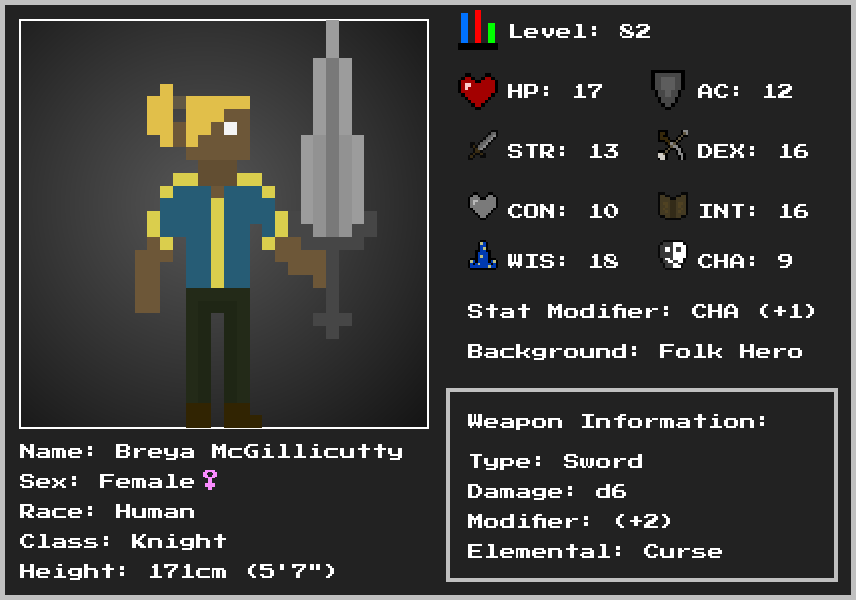 Level: 82
HP: 17
AC: 12
STR: 13
DEX: 16
CON: 10
INT: 16
WIS: 18
CHA: 9
Stat Modifier: CHA (+1)
Background: Folk Hero
Weapon Information:
Type: Sword
Damage: d6
Modifier: (+2)
Elemental: Curse
Name: Breya McGillicutty
Sex: Female♀
Race: Human
Class: Knight
Height: 171cm (5'7")